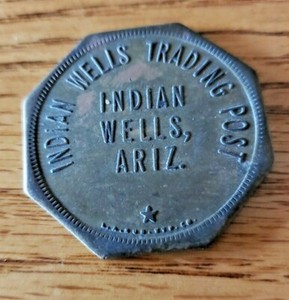 INDIAN WELLS TRADING POST
INDIAN
WELLS,
ARIZ.